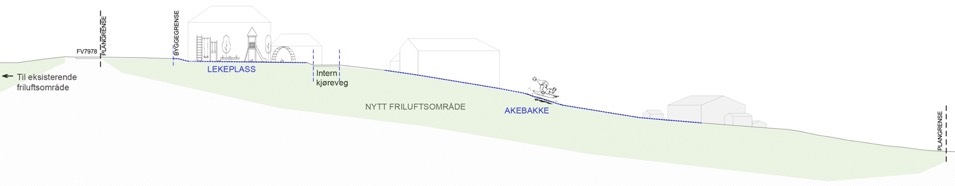 FV7978
PLANGRENSE
BYGGEGRENSE
← Til eksisterende
friluftsområde
LEKEPLASS
Intern
kjøreveg
NYTT FRILUFTSOMRÅDE
AKEBAKKE
PLANGRENSE